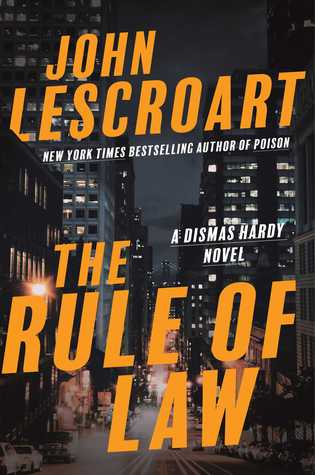 JOHN
LESCROART
NEW YORK TIMES BESTSELLING AUTHOR OF POISON
A DISMAS HARDY
NOVEL
THE
RULE OF
LAW